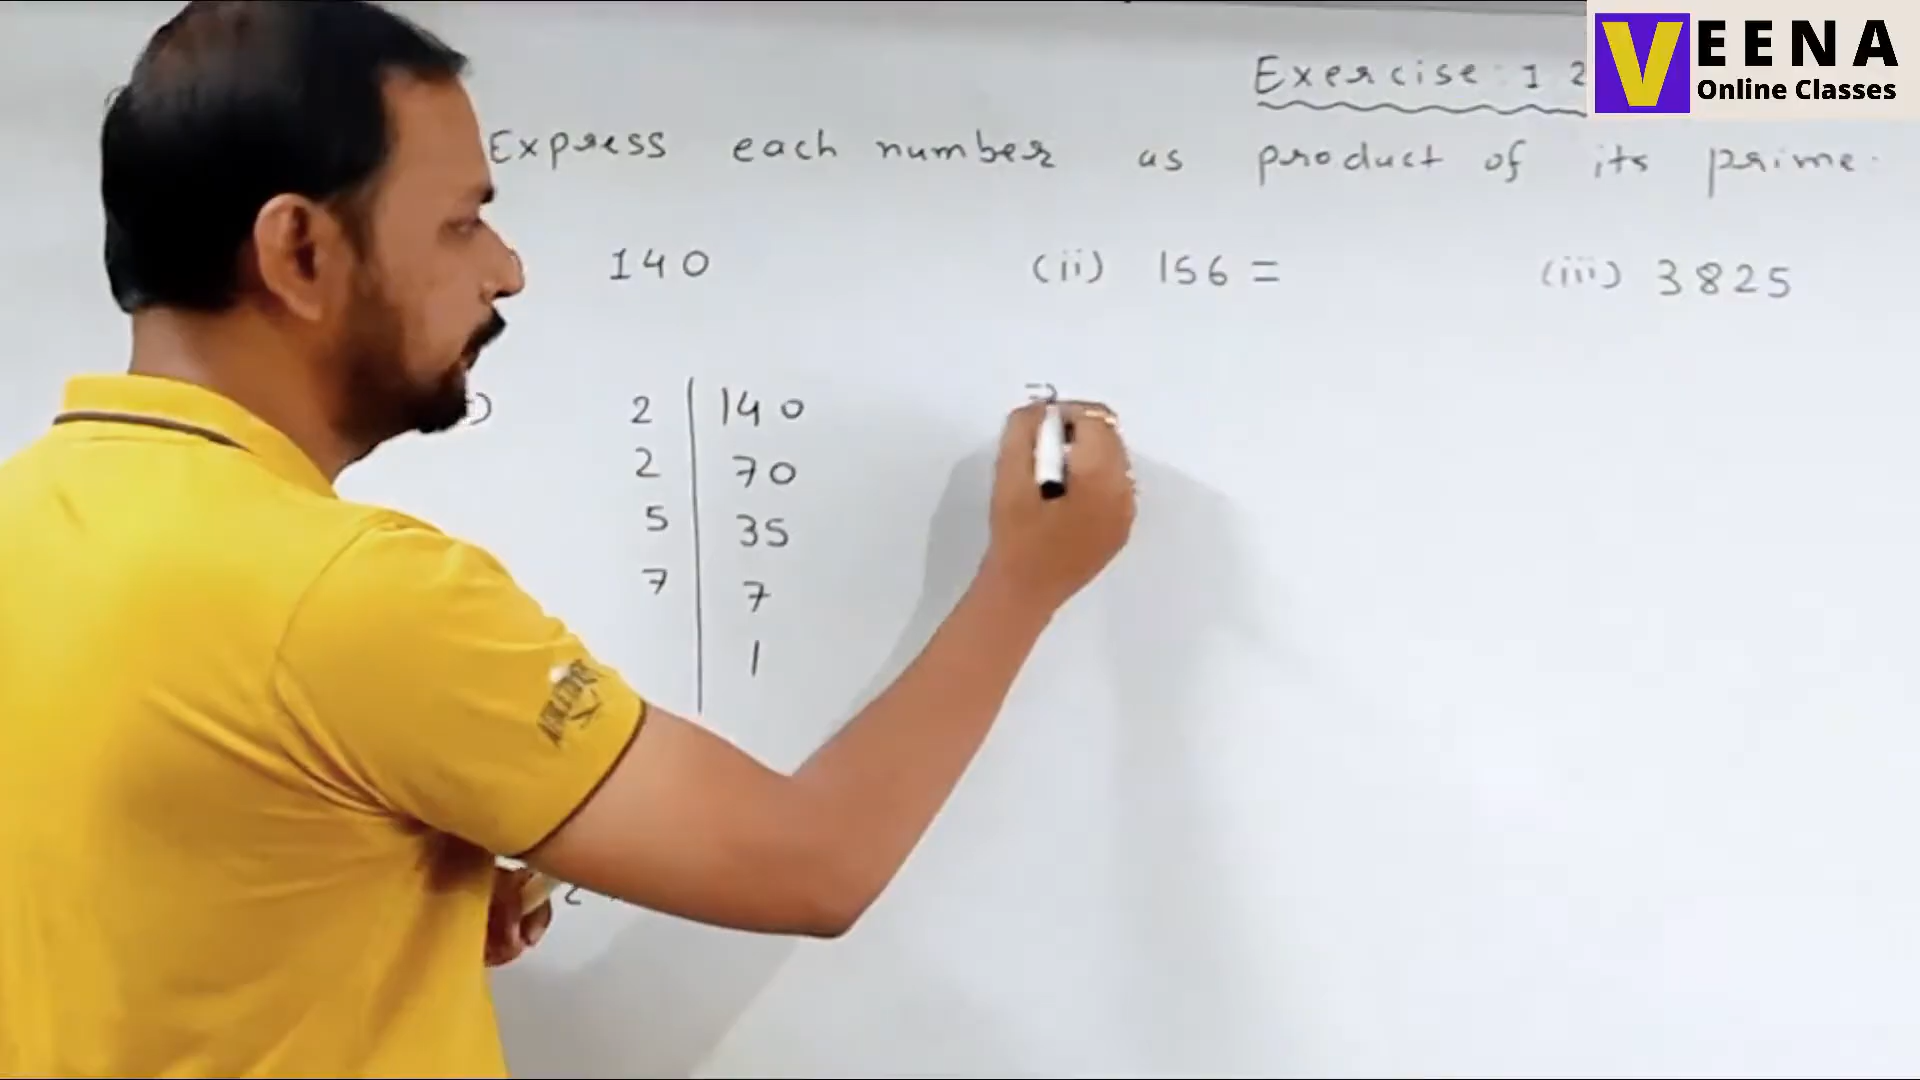 VEENA
Online Classes
Exercise: 1.2
Express each number as product of its prime.
140 (ii) 156 = (iii) 3825
2 140
2 70
5 35
7 7
1